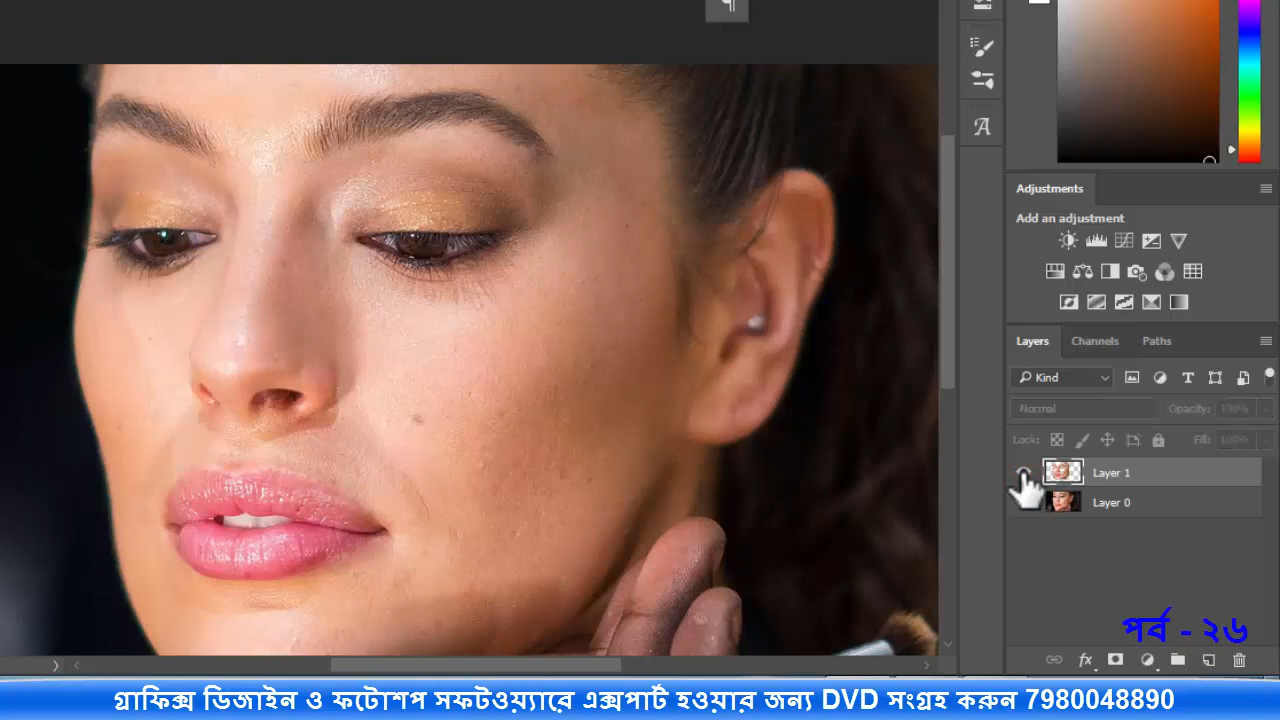 Adjustments
Add an adjustment
Layers Channels Paths
Kind
Normal Opacity: 100%
Lock: Fill: 100%
Layer 1
Layer 0
fx
পর্ব - ২৬
গ্রাফিক্স ডিজাইন ও ফটোশপ সফটওয়্যারে এক্সপার্ট হওয়ার জন্য DVD সংগ্রহ করুন 7980048890